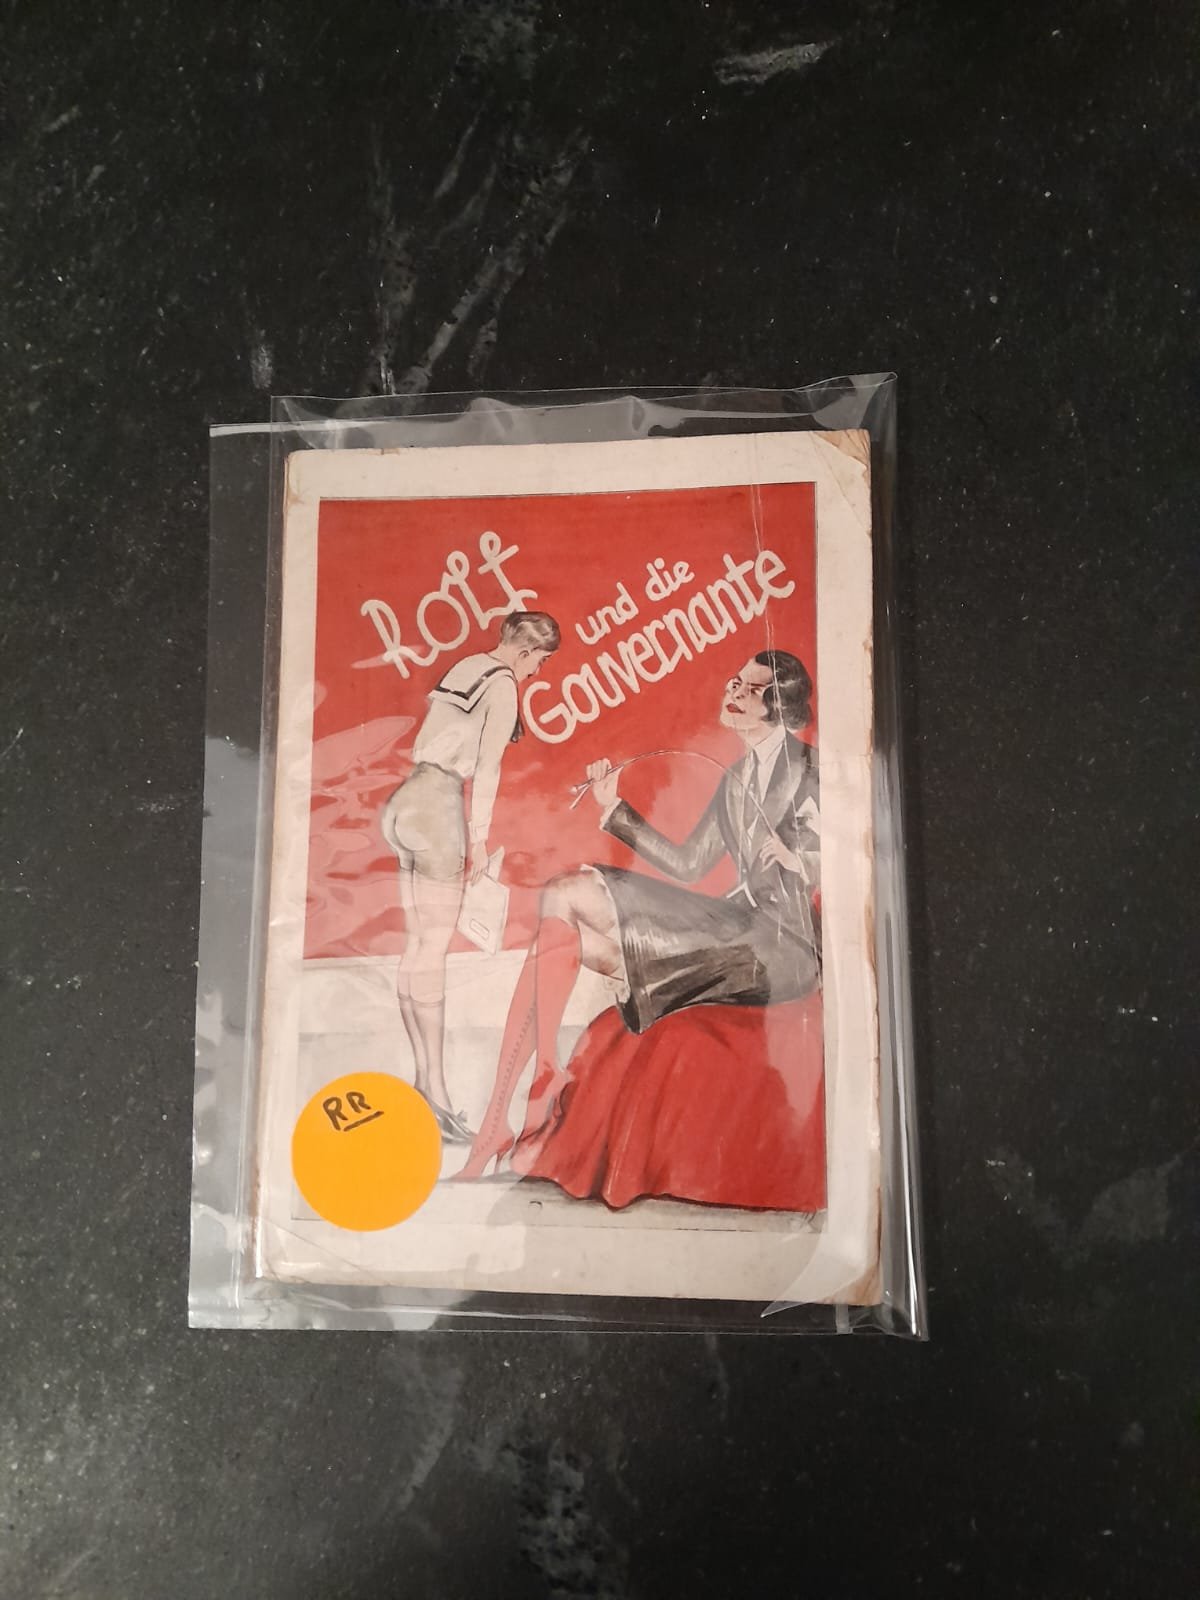 Rolf
und die
Gouvernante
RR